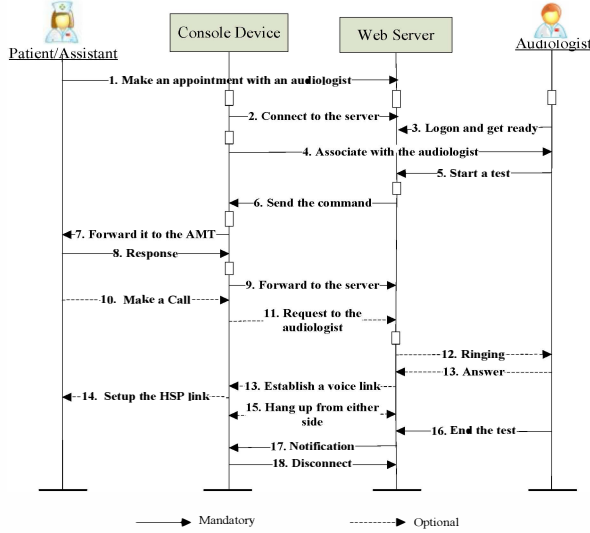 Patient/Assistant
Console Device
Web Server
Audiologist
1. Make an appointment with an audiologist
2. Connect to the server
3. Logon and get ready
4. Associate with the audiologist
5. Start a test
6. Send the command
7. Forward it to the AMT
8. Response
9. Forward to the server
10. Make a Call
11. Request to the
audiologist
12. Ringing
13. Answer
13. Establish a voice link
14. Setup the HSP link
15. Hang up from either
side
16. End the test
17. Notification
18. Disconnect
Mandatory
Optional